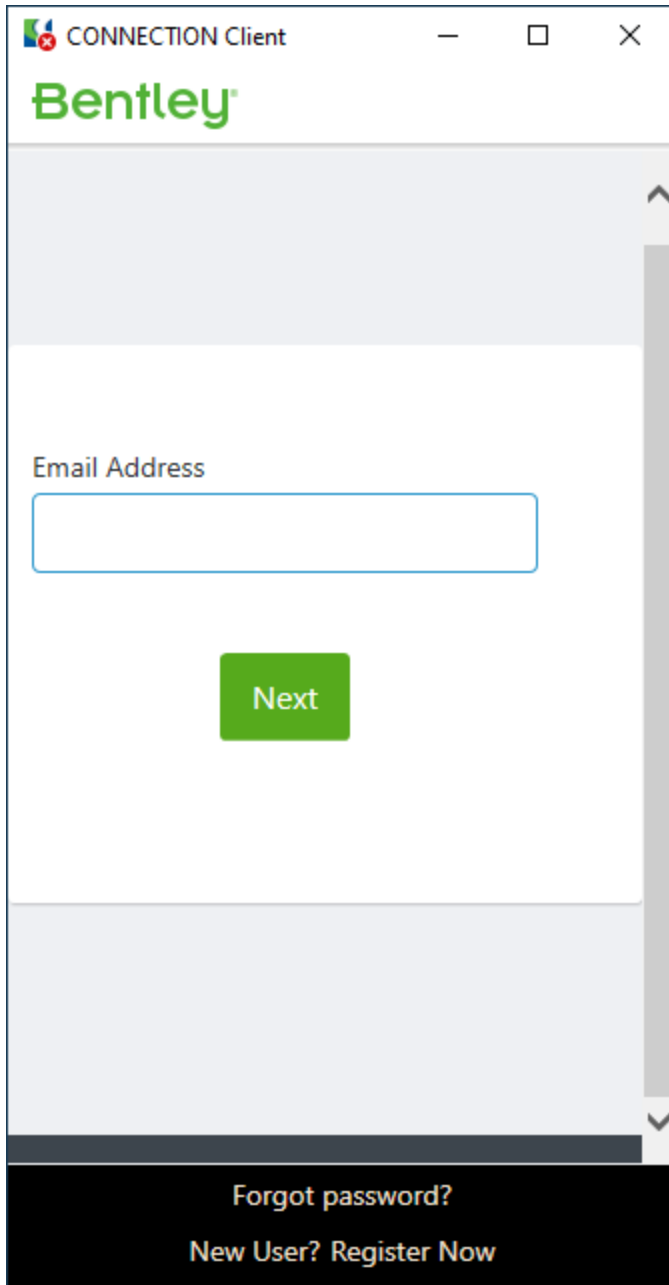 CONNECTION Client
Bentley®
Email Address
Next
Forgot password?
New User? Register Now